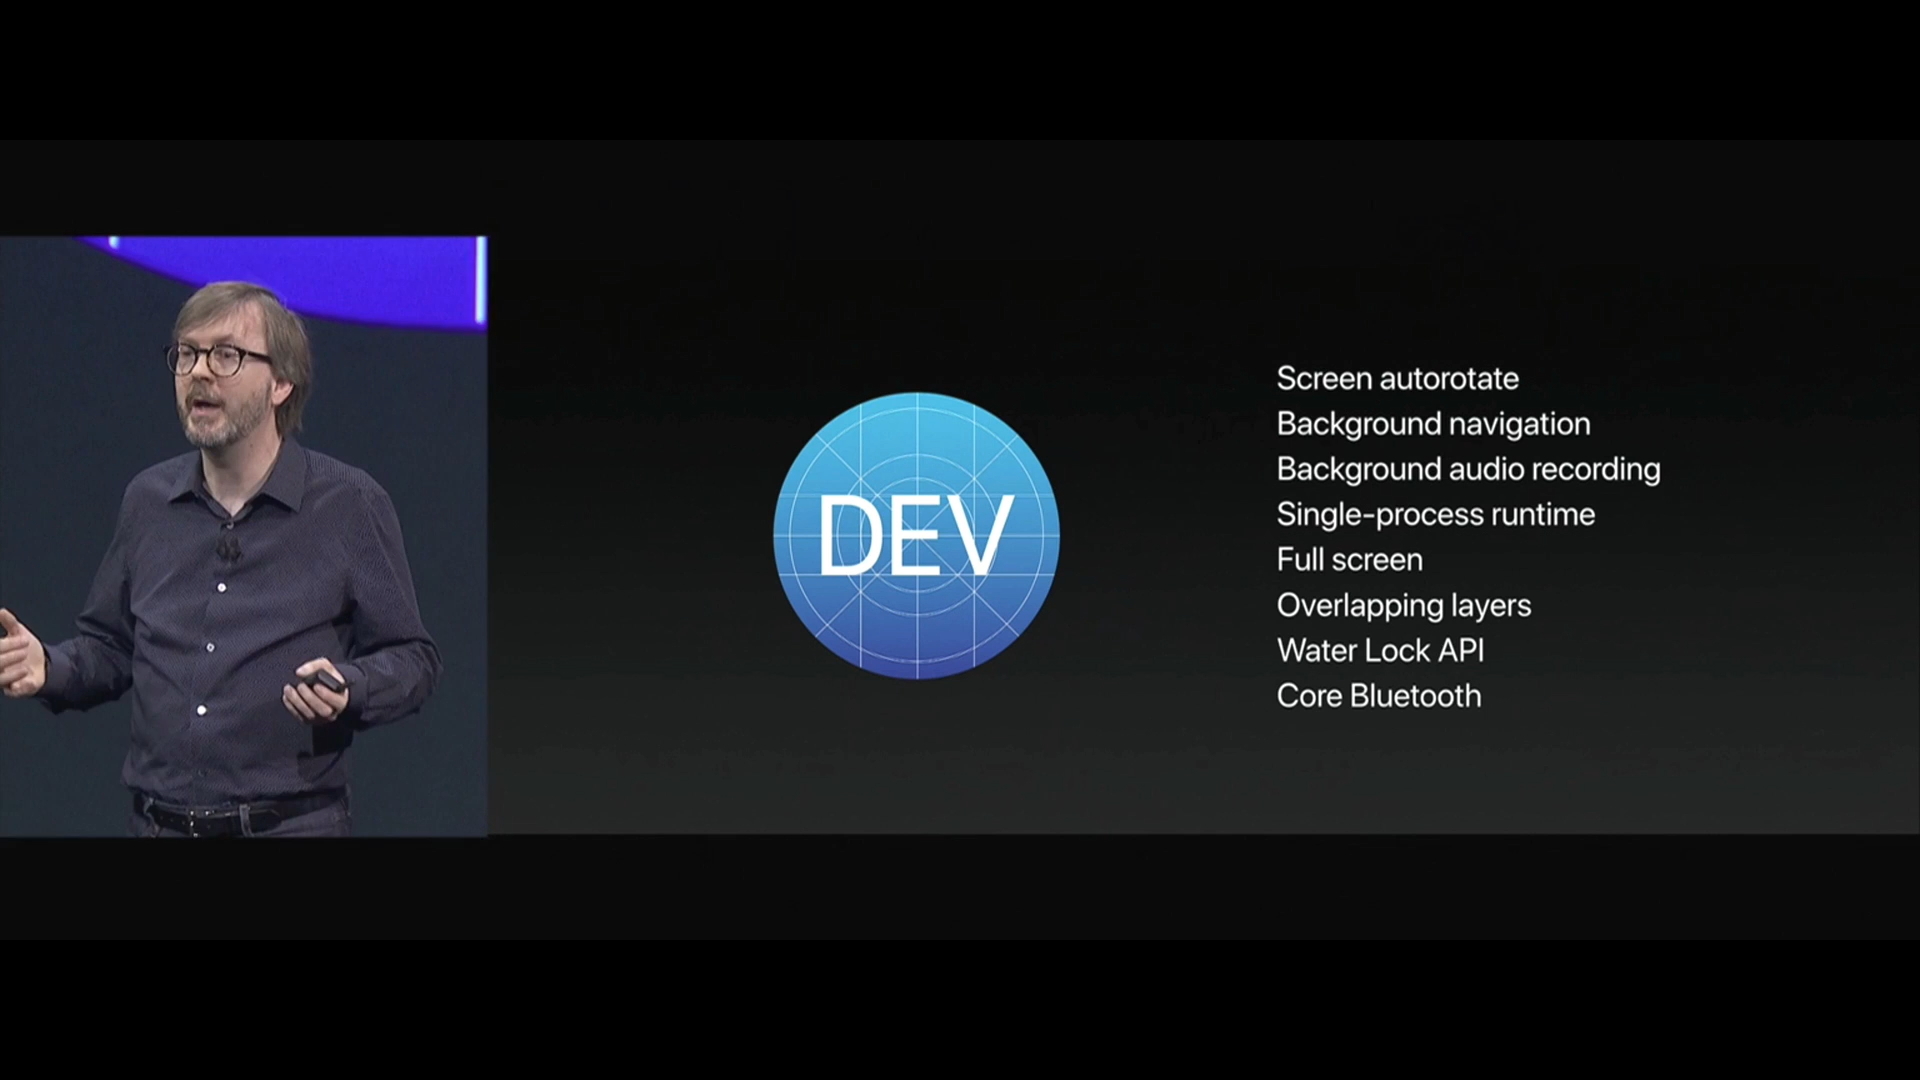 DEV
Screen autorotate
Background navigation
Background audio recording
Single-process runtime
Full screen
Overlapping layers
Water Lock API
Core Bluetooth